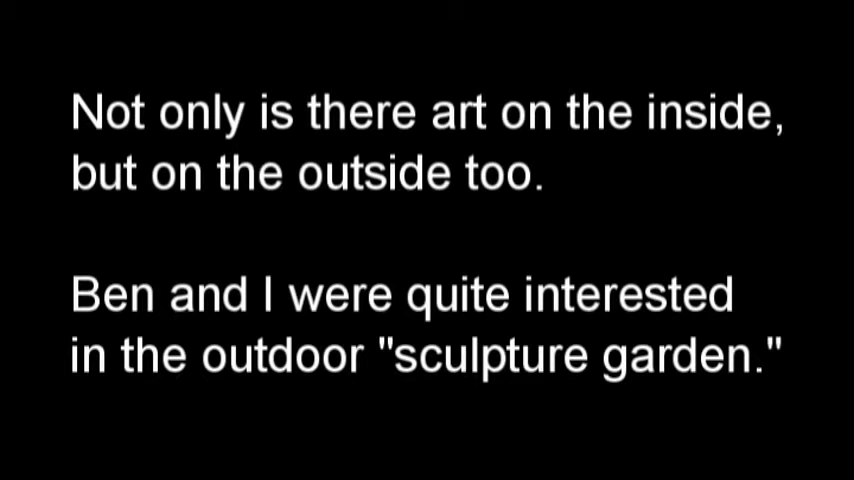 Not only is there art on the inside,
but on the outside too.
Ben and I were quite interested
in the outdoor "sculpture garden."